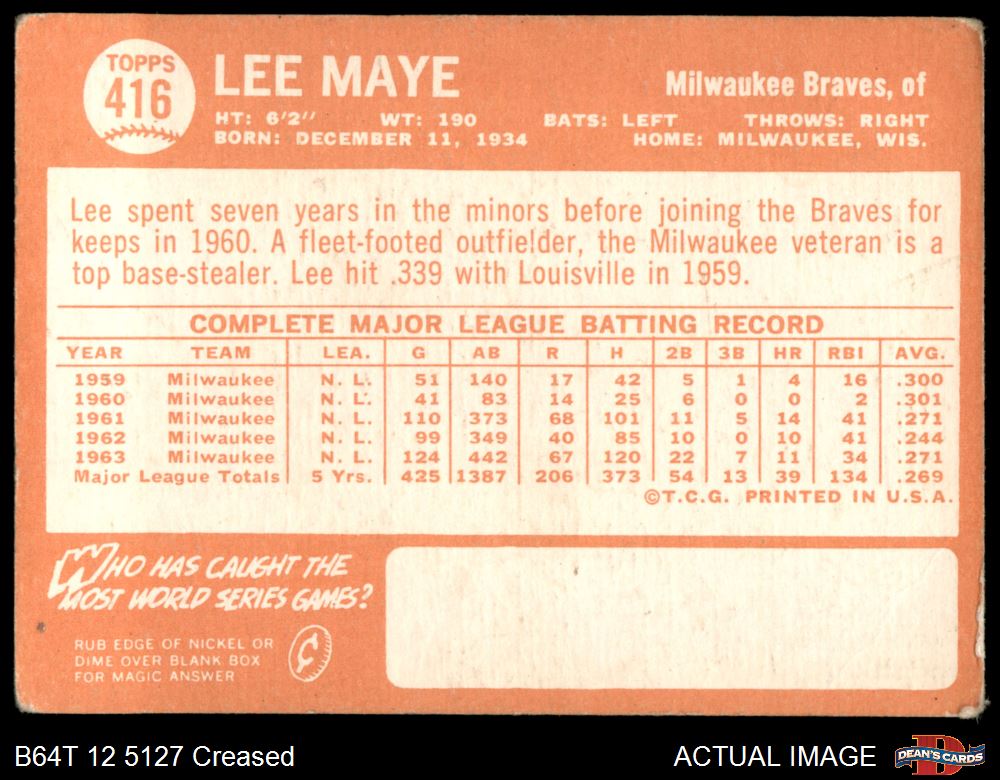 TOPPS
416
LEE MAYE
Milwaukee Braves, of
HT: 6'2" WT: 190 BATS: LEFT THROWS: RIGHT
BORN: DECEMBER 11, 1934 HOME: MILWAUKEE, WIS.
Lee spent seven years in the minors before joining the Braves for
keeps in 1960. A fleet-footed outfielder, the Milwaukee veteran is a
top base-stealer. Lee hit .339 with Louisville in 1959.
COMPLETE MAJOR LEAGUE BATTING RECORD
YEAR TEAM LEA. G AB R H 2B 3B HR RBI AVG.
1959 Milwaukee N. L. 51 140 17 42 5 1 4 16 .300
1960 Milwaukee N. L. 41 83 14 25 6 0 0 2 .301
1961 Milwaukee N. L. 110 373 68 101 11 5 14 41 .271
1962 Milwaukee N. L. 99 349 40 85 10 0 10 41 .244
1963 Milwaukee N. L. 124 442 67 120 22 7 11 34 .271
Major League Totals 5 Yrs. 425 1387 206 373 54 13 39 134 .269
©T.C.G. PRINTED IN U.S.A.
WHO HAS CAUGHT THE
MOST WORLD SERIES GAMES?
RUB EDGE OF NICKEL OR
DIME OVER BLANK BOX
FOR MAGIC ANSWER
¢
B64T 12 5127 Creased
ACTUAL IMAGE
D
DEAN'S CARDS